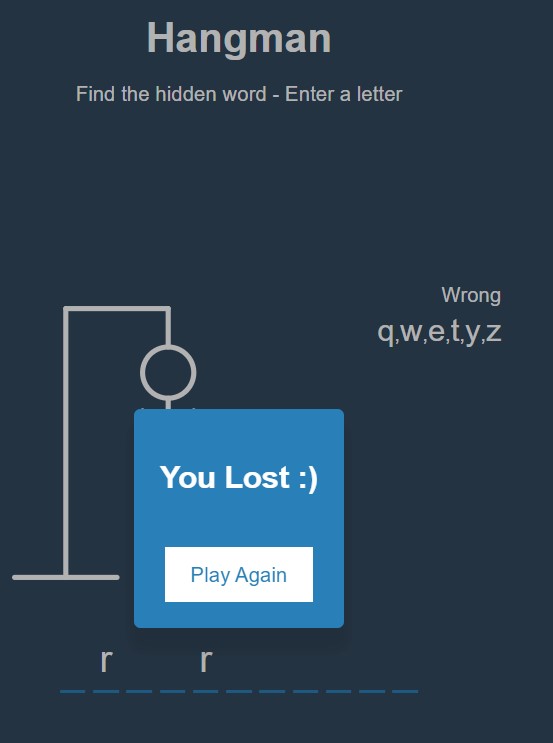 Hangman
Find the hidden word - Enter a letter
Wrong
q,w,e,t,y,z
You Lost :)
Play Again
r r